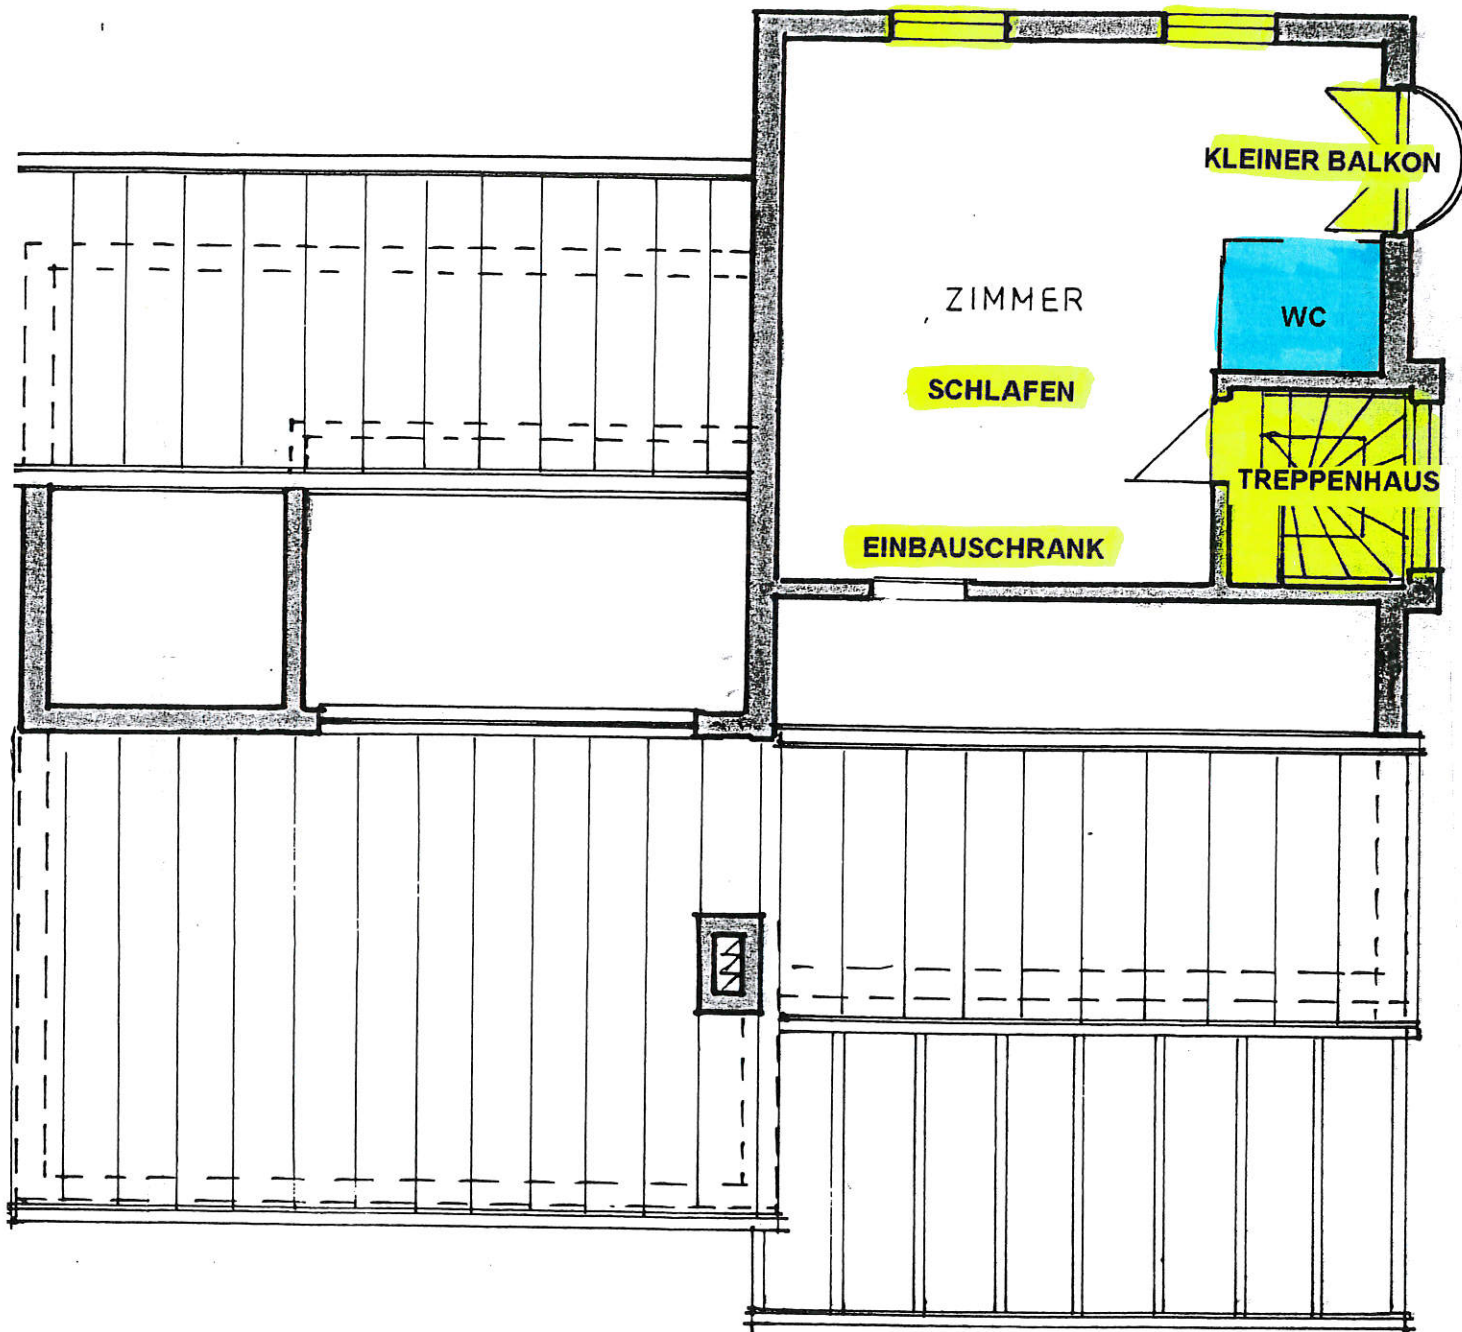 KLEINER BALKON
ZIMMER
WC
SCHLAFEN
TREPPENHAUS
EINBAUSCHRANK